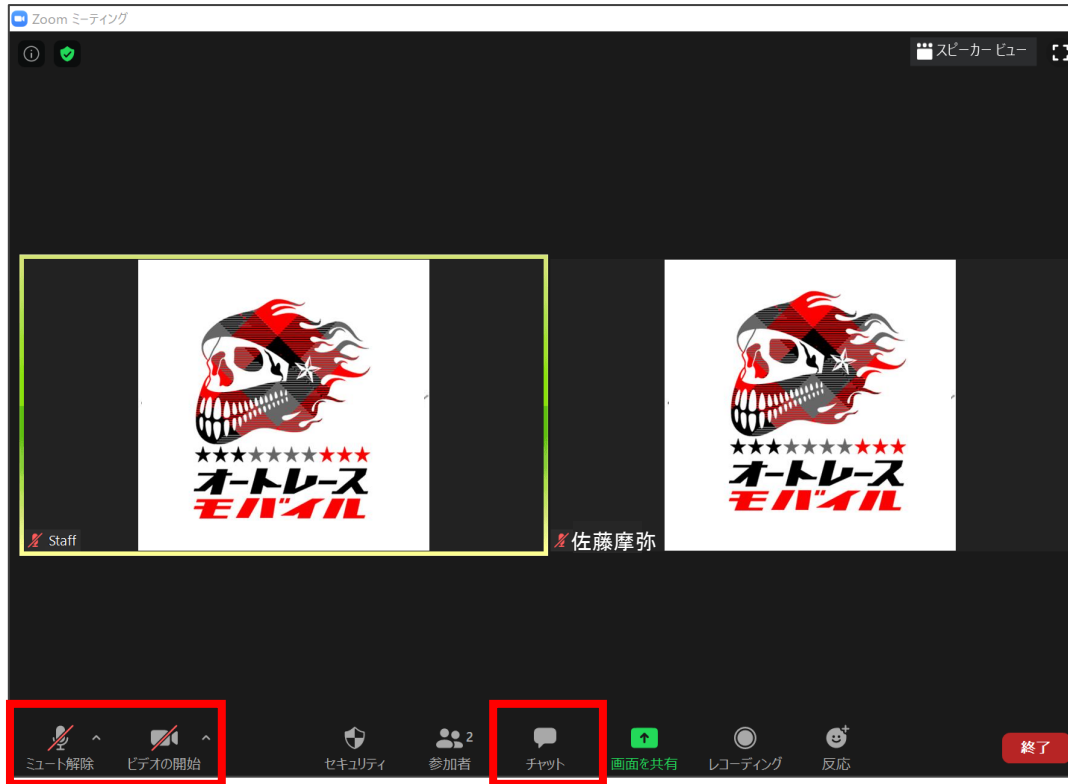 Zoom ミーティング
スピーカー ビュー
オートレース
モバイル
Staff
オートレース
モバイル
佐藤摩弥
ミュート解除
ビデオの開始
セキュリティ
2
参加者
チャット
画面を共有
レコーディング
反応
終了